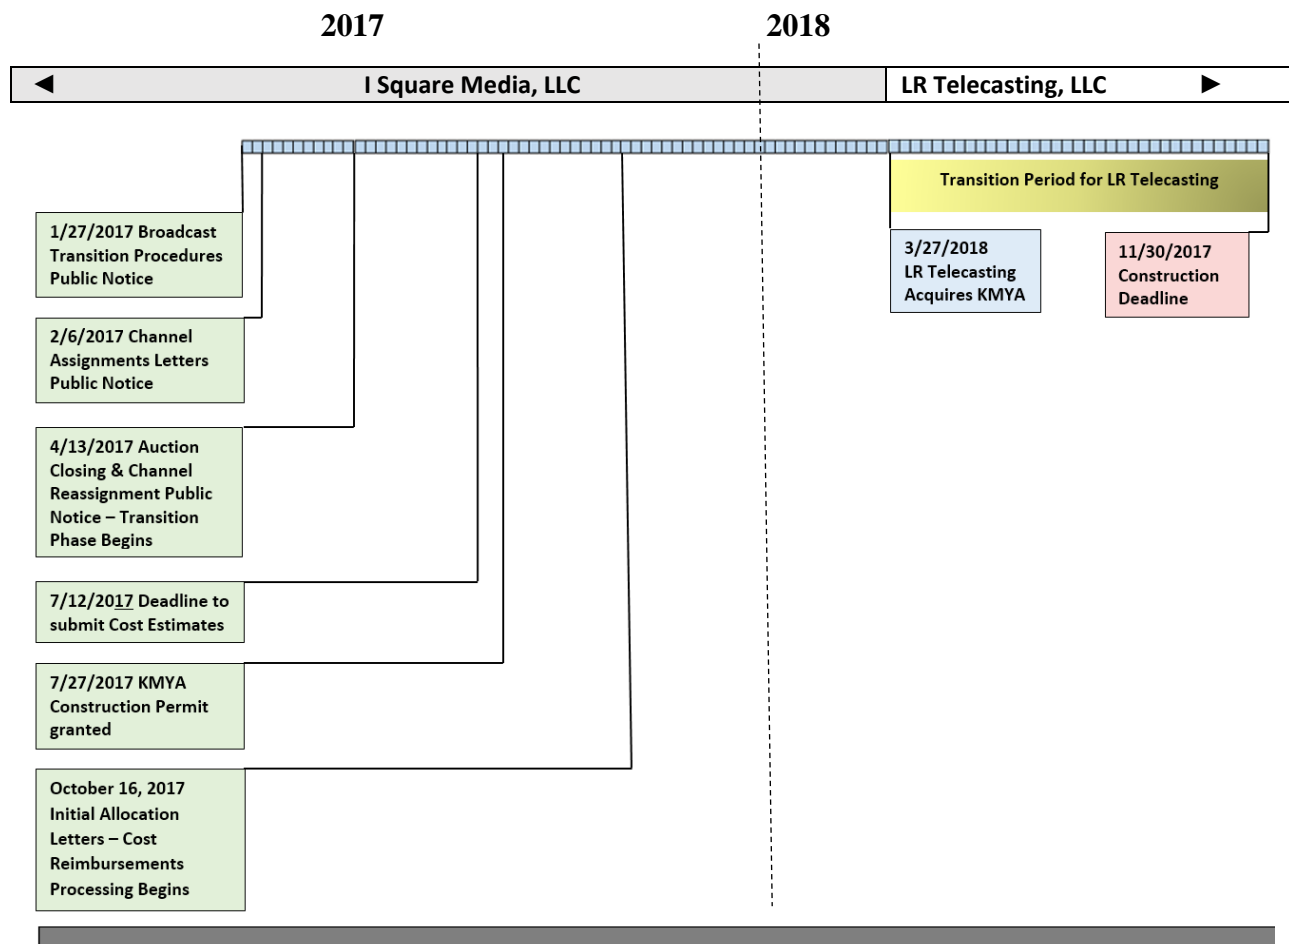 2017
2018
◄
I Square Media, LLC
LR Telecasting, LLC
►
Transition Period for LR Telecasting
1/27/2017 Broadcast
Transition Procedures
Public Notice
2/6/2017 Channel
Assignments Letters
Public Notice
4/13/2017 Auction
Closing & Channel
Reassignment Public
Notice – Transition
Phase Begins
7/12/2017 Deadline to
submit Cost Estimates
7/27/2017 KMYA
Construction Permit
granted
October 16, 2017
Initial Allocation
Letters – Cost
Reimbursements
Processing Begins
3/27/2018
LR Telecasting
Acquires KMYA
11/30/2017
Construction
Deadline